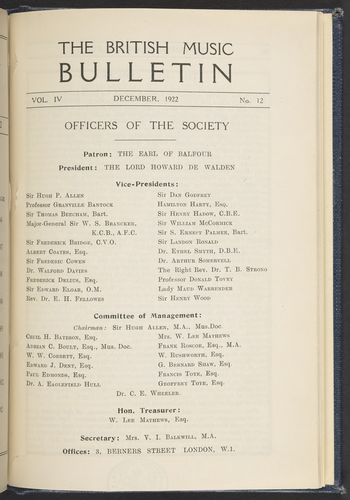 THE BRITISH MUSIC
BULLETIN
VOL. IV DECEMBER, 1922 No. 12
OFFICERS OF THE SOCIETY
Patron: THE EARL OF BALFOUR
President: THE LORD HOWARD DE WALDEN
Vice-Presidents:
Sir Hugh P. Allen
Professor Granville Bantock
Sir Thomas Beecham, Bart.
Major-General Sir W. S. Brancker,
K.C.B., A.F.C.
Sir Frederick Bridge, C.V.O.
Albert Coates, Esq.
Sir Frederic Cowen
Dr. Walford Davies
Frederick Delius, Esq.
Sir Edward Elgar, O.M.
Rev. Dr. E. H. Fellowes
Sir Dan Godfrey
Hamilton Harty, Esq.
Sir Henry Hadow, C.B.E.
Sir William McCormick
Sir S. Ernest Palmer, Bart.
Sir Landon Ronald
Dr. Ethel Smyth, D.B.E.
Dr. Arthur Somervell
The Right Rev. Dr. T. B. Strong
Professor Donald Tovey
Lady Maud Warrender
Sir Henry Wood
Committee of Management:
Chairman: Sir Hugh Allen, M.A., Mus.Doc.
Cecil H. Bateson, Esq.
Adrian C. Boult, Esq., Mus. Doc.
W. W. Cobbett, Esq.
Edward J. Dent, Esq.
Paul Edmonds, Esq.
Dr. A. Eaglefield Hull
Mrs. W. Lee Mathews
Frank Roscoe, Esq., M.A.
W. Rushworth, Esq.
G. Bernard Shaw, Esq.
Francis Toye, Esq.
Geoffery Toye, Esq.
Dr. C. E. Wheeler.
Hon. Treasurer:
W. Lee Mathews, Esq.
Secretary: Mrs. V. I. Balkwill, M.A.
Offices: 3, BERNERS STREET LONDON, W.1.